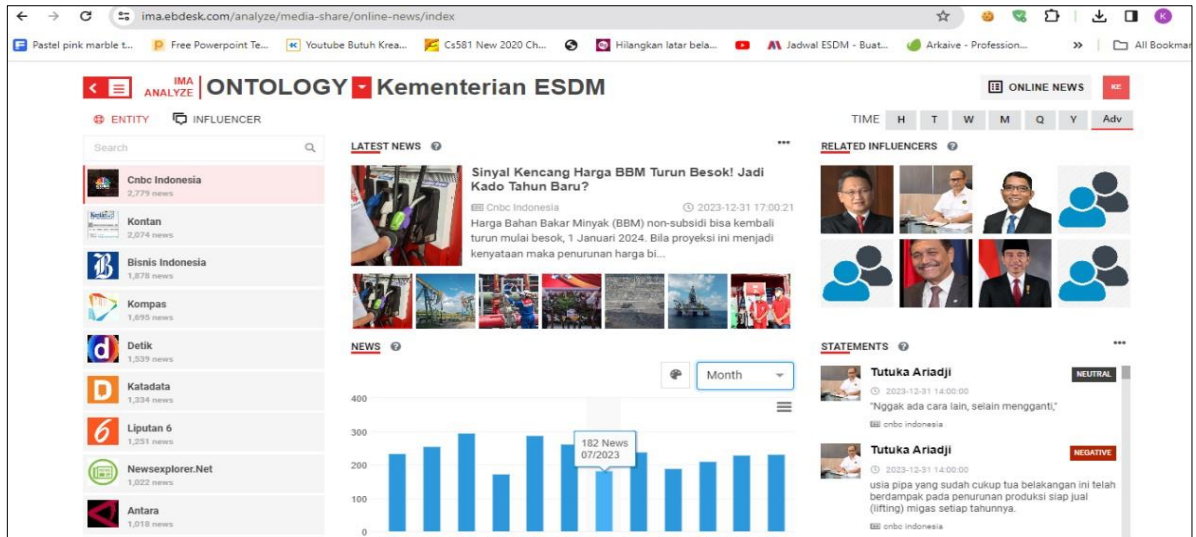 ima.ebdesk.com/analyze/media-share/online-news/index
K
Pastel pink marble t... Free Powerpoint Te... Youtube Butuh Krea... Cs581 New 2020 Ch... Hilangkan latar bela... Jadwal ESDM - Buat... Arkaive - Profession... » All Bookmar
IMA ANALYZE ONTOLOGY Kementerian ESDM
ONLINE NEWS KE
ENTITY INFLUENCER
TIME H T W M Q Y Adv
Search
Cnbc Indonesia
2,779 news
Kontan
2,074 news
Bisnis Indonesia
1,878 news
Kompas
1,695 news
Detik
1,539 news
Katadata
1,334 news
Liputan 6
1,251 news
Newsexplorer.Net
1,022 news
Antara
1,018 news
LATEST NEWS
Sinyal Kencang Harga BBM Turun Besok! Jadi
Kado Tahun Baru?
Cnbc Indonesia 2023-12-31 17:00:21
Harga Bahan Bakar Minyak (BBM) non-subsidi bisa kembali
turun mulai besok, 1 Januari 2024. Bila proyeksi ini menjadi
kenyataan maka penurunan harga bi...
NEWS
Month
400
300
200
100
0
182 News
07/2023
RELATED INFLUENCERS
STATEMENTS
Tutuka Ariadji NEUTRAL
2023-12-31 14:00:00
"Nggak ada cara lain, selain mengganti,"
cnbc indonesia
Tutuka Ariadji NEGATIVE
2023-12-31 14:00:00
usia pipa yang sudah cukup tua belakangan ini telah
berdampak pada penurunan produksi siap jual
(lifting) migas setiap tahunnya.
cnbc indonesia